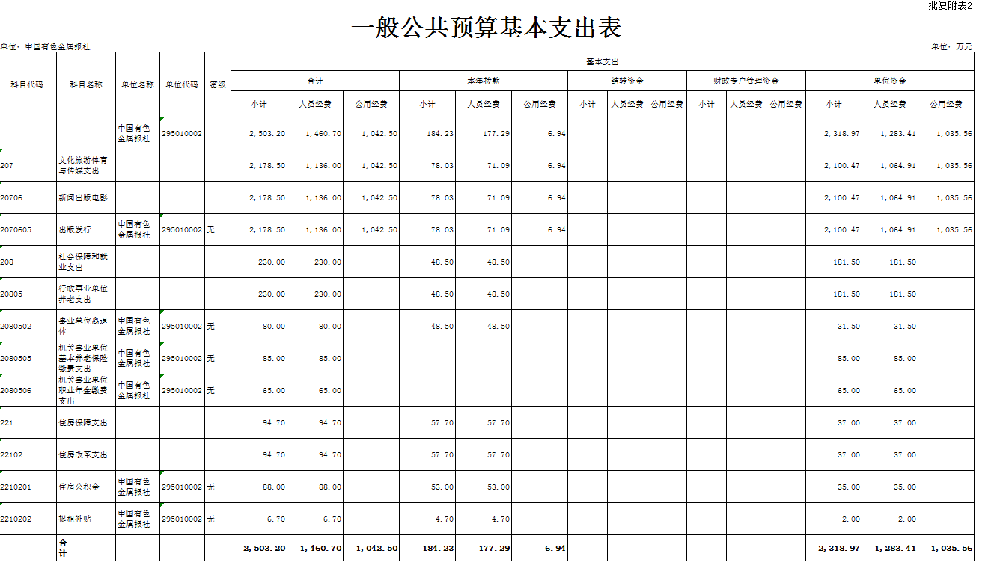 批复附表2
一般公共预算基本支出表
单位：中国有色金属报社 单位：万元
科目代码 科目名称 单位名称 单位代码 密级 基本支出
合计 本年拨款 结转资金 财政专户管理资金 单位资金
小计 人员经费 公用经费 小计 人员经费 公用经费 小计 人员经费 公用经费 小计 人员经费 公用经费 小计 人员经费 公用经费
中国有色
金属报社 295010002 2,503.20 1,460.70 1,042.50 184.23 177.29 6.94 2,318.97 1,283.41 1,035.56
207 文化旅游体育
与传媒支出 2,178.50 1,136.00 1,042.50 78.03 71.09 6.94 2,100.47 1,064.91 1,035.56
20706 新闻出版电影 2,178.50 1,136.00 1,042.50 78.03 71.09 6.94 2,100.47 1,064.91 1,035.56
2070605 出版发行 中国有色
金属报社 295010002 无 2,178.50 1,136.00 1,042.50 78.03 71.09 6.94 2,100.47 1,064.91 1,035.56
208 社会保障和就
业支出 230.00 230.00 48.50 48.50 181.50 181.50
20805 行政事业单位
养老支出 230.00 230.00 48.50 48.50 181.50 181.50
2080502 事业单位离退
休 中国有色
金属报社 295010002 无 80.00 80.00 48.50 48.50 31.50 31.50
2080505 机关事业单位
基本养老保险
缴费支出 中国有色
金属报社 295010002 无 85.00 85.00 85.00 85.00
2080506 机关事业单位
职业年金缴费
支出 中国有色
金属报社 295010002 无 65.00 65.00 65.00 65.00
221 住房保障支出 94.70 94.70 57.70 57.70 37.00 37.00
22102 住房改革支出 94.70 94.70 57.70 57.70 37.00 37.00
2210201 住房公积金 中国有色
金属报社 295010002 无 88.00 88.00 53.00 53.00 35.00 35.00
2210202 提租补贴 中国有色
金属报社 295010002 无 6.70 6.70 4.70 4.70 2.00 2.00
合
计 2,503.20 1,460.70 1,042.50 184.23 177.29 6.94 2,318.97 1,283.41 1,035.56